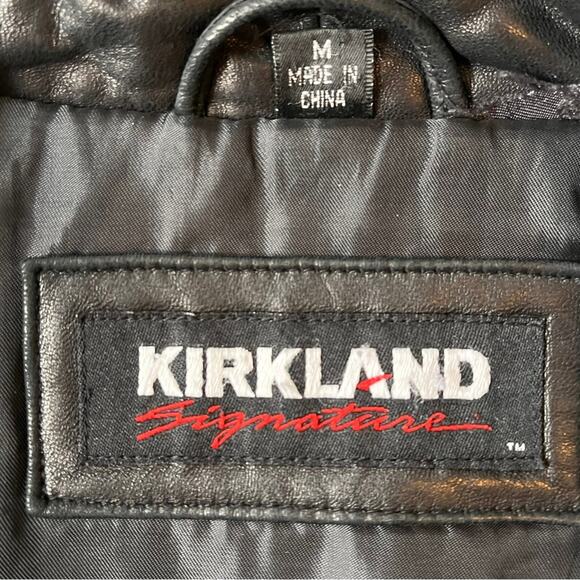 M
MADE IN
CHINA
KIRKLAND
Signature
TM